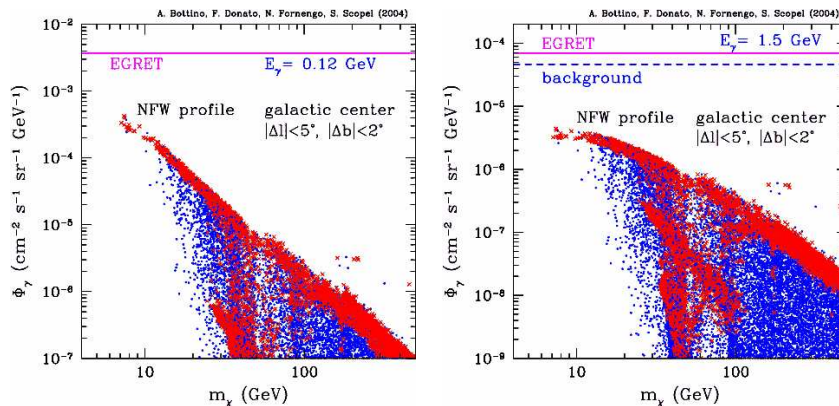 A. Bottino, F. Donato, N. Fornengo, S. Scopel (2004)
10⁻²
EGRET
E_γ= 0.12 GeV
NFW profile galactic center
|Δl|<5°, |Δb|<2°
10⁻³
10⁻⁴
10⁻⁵
10⁻⁶
10⁻⁷
Φ_γ (cm⁻² s⁻¹ sr⁻¹ GeV⁻¹)
10 100
m_χ (GeV)
A. Bottino, F. Donato, N. Fornengo, S. Scopel (2004)
10⁻⁴
EGRET
E_γ= 1.5 GeV
background
NFW profile galactic center
|Δl|<5°, |Δb|<2°
10⁻⁵
10⁻⁶
10⁻⁷
10⁻⁸
10⁻⁹
Φ_γ (cm⁻² s⁻¹ sr⁻¹ GeV⁻¹)
10 100
m_χ (GeV)